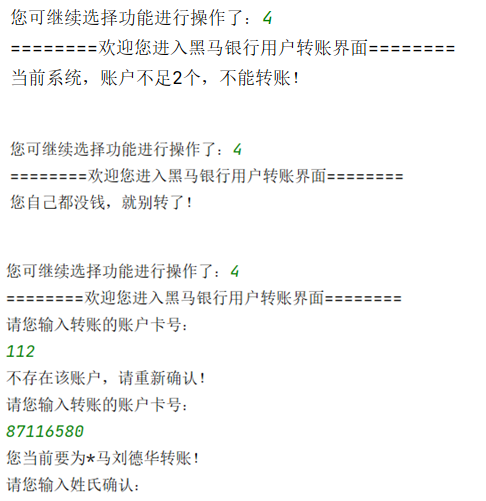 您可继续选择功能进行操作了：4
========欢迎您进入黑马银行用户转账界面========
当前系统，账户不足2个，不能转账！
您可继续选择功能进行操作了：4
========欢迎您进入黑马银行用户转账界面========
您自己都没钱，就别转了！
您可继续选择功能进行操作了：4
========欢迎您进入黑马银行用户转账界面========
请您输入转账的账户卡号：
112
不存在该账户，请重新确认！
请您输入转账的账户卡号：
87116580
您当前要为*马刘德华转账！
请您输入姓氏确认：